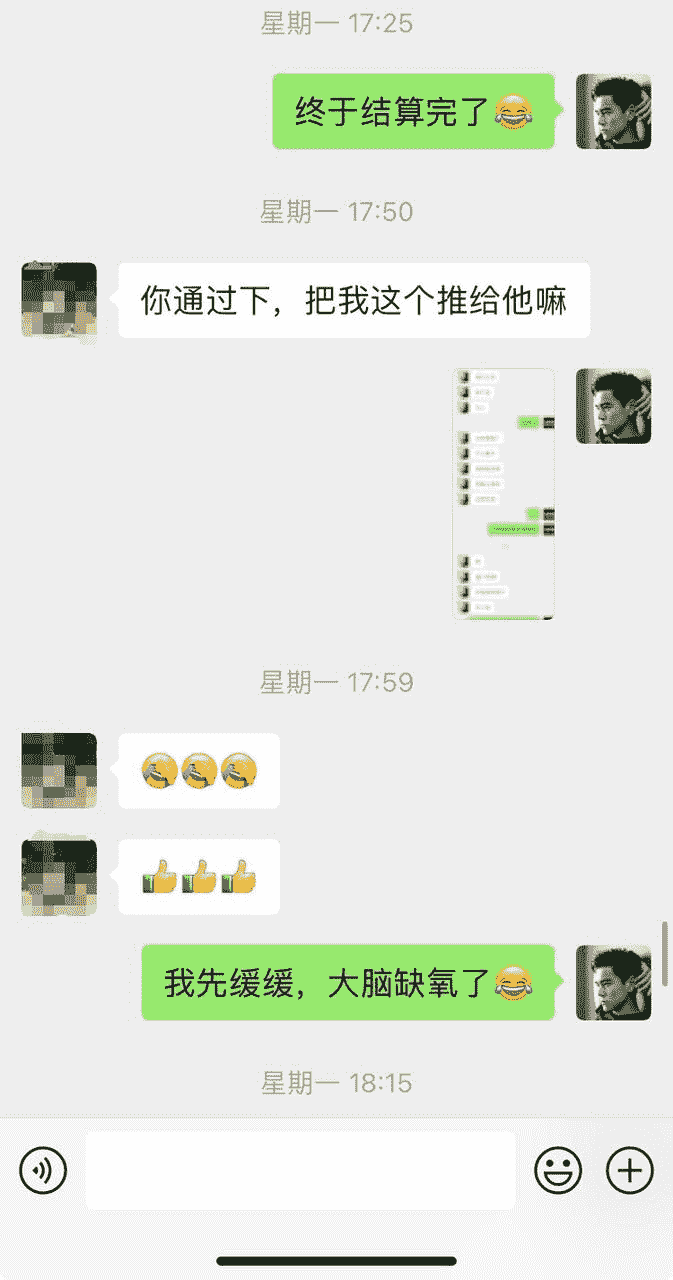 星期一 17:25
终于结算完了😂
星期一 17:50
你通过下，把我这个推给他嘛
星期一 17:59
🤣🤣🤣
👍👍👍
我先缓缓，大脑缺氧了😂
星期一 18:15